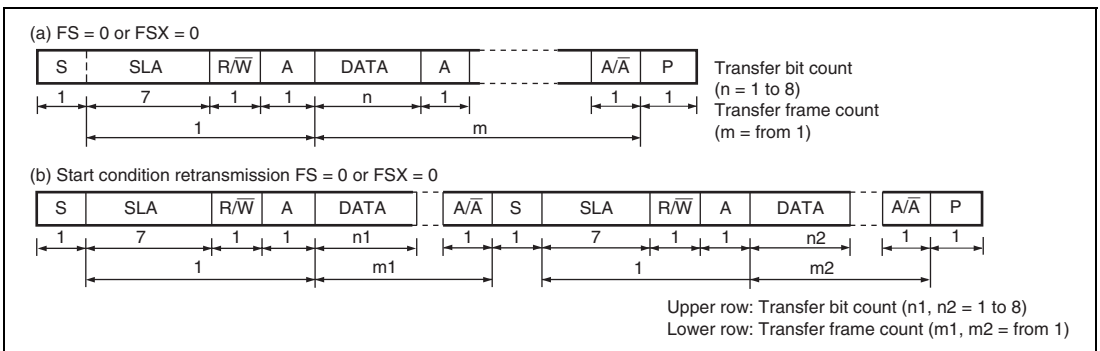 (a) FS = 0 or FSX = 0
S SLA R/W̅ A DATA A A/A̅ P
1 7 1 1 n 1 1 1
1 m
Transfer bit count
(n = 1 to 8)
Transfer frame count
(m = from 1)
(b) Start condition retransmission FS = 0 or FSX = 0
S SLA R/W̅ A DATA A/A̅ S SLA R/W̅ A DATA A/A̅ P
1 7 1 1 n1 1 1 7 1 1 n2 1 1
1 m1 1 m2
Upper row: Transfer bit count (n1, n2 = 1 to 8)
Lower row: Transfer frame count (m1, m2 = from 1)